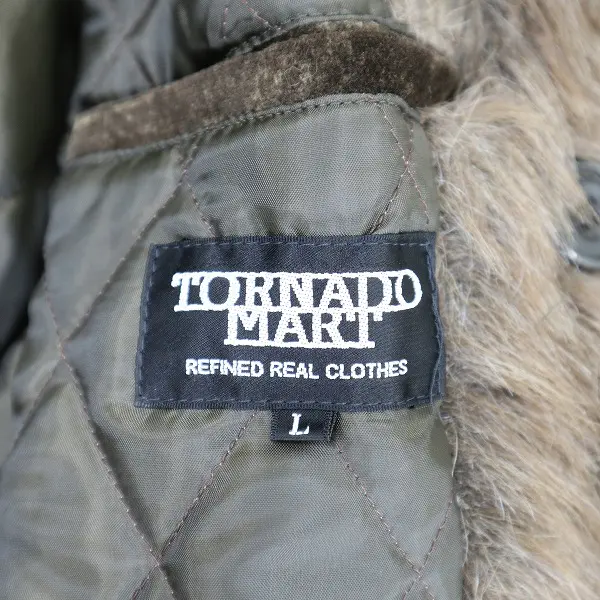 TORNADO
MART
REFINED REAL CLOTHES
L